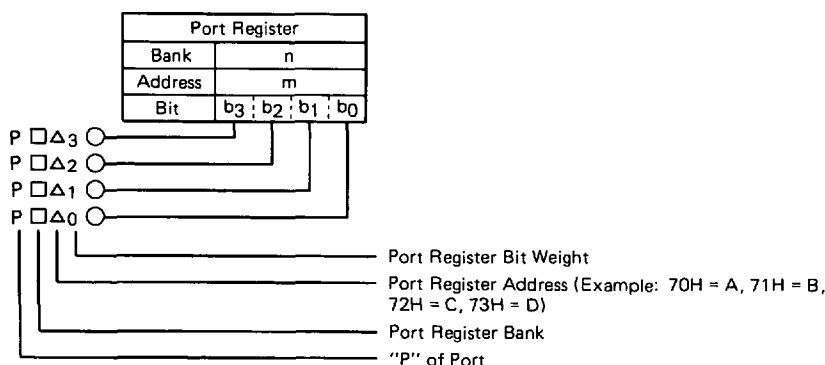 Port Register
Bank n
Address m
Bit b3 b2 b1 b0
P □△3
P □△2
P □△1
P □△0
Port Register Bit Weight
Port Register Address (Example: 70H = A, 71H = B,
72H = C, 73H = D)
Port Register Bank
"P" of Port